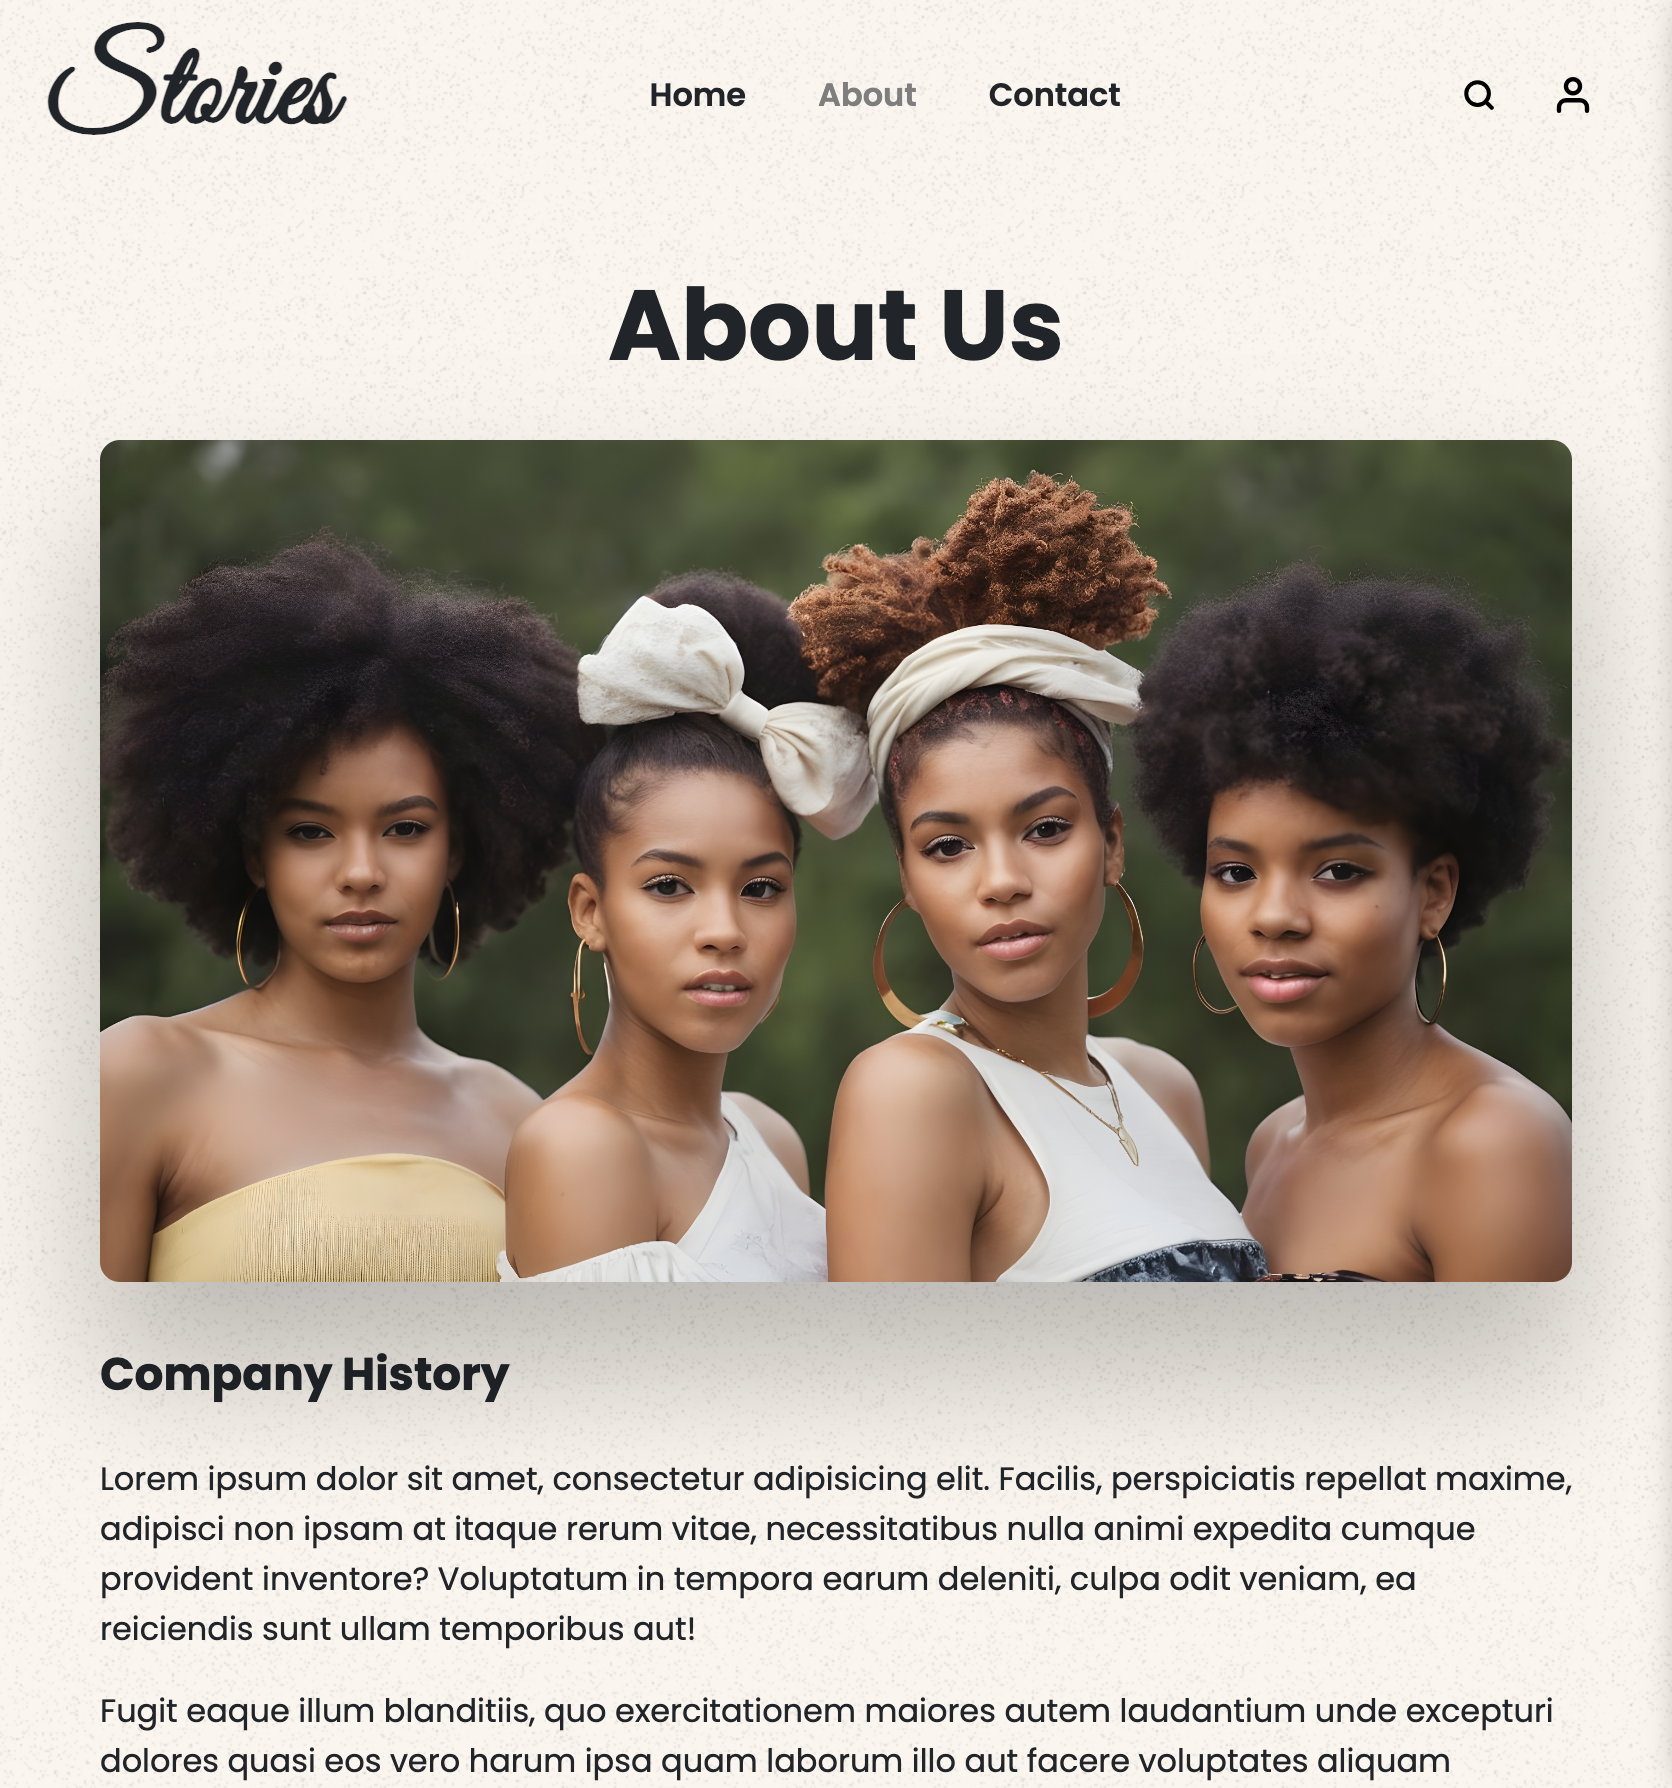 Stories
Home About Contact
About Us
Company History
Lorem ipsum dolor sit amet, consectetur adipisicing elit. Facilis, perspiciatis repellat maxime,
adipisci non ipsam at itaque rerum vitae, necessitatibus nulla animi expedita cumque
provident inventore? Voluptatum in tempora earum deleniti, culpa odit veniam, ea
reiciendis sunt ullam temporibus aut!
Fugit eaque illum blanditiis, quo exercitationem maiores autem laudantium unde excepturi
dolores quasi eos vero harum ipsa quam laborum illo aut facere voluptates aliquam